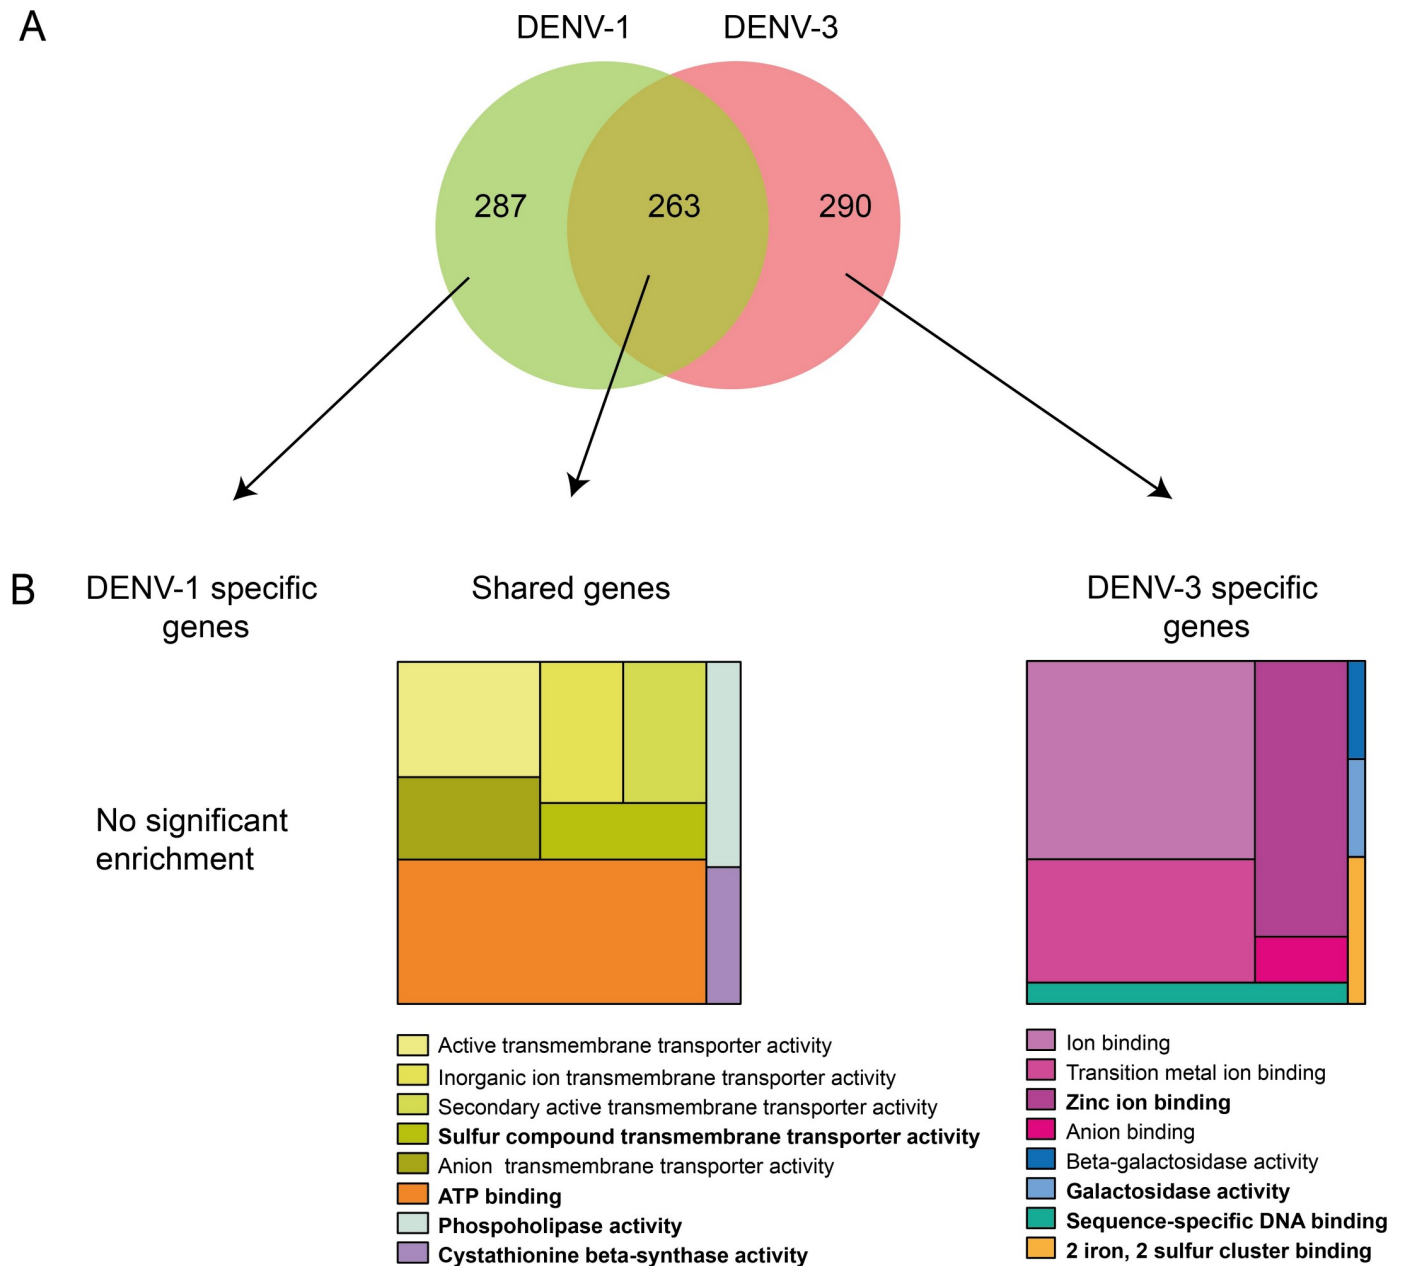 A
DENV-1
DENV-3
287
263
290
B
DENV-1 specific
genes
Shared genes
DENV-3 specific
genes
No significant
enrichment
Active transmembrane transporter activity
Inorganic ion transmembrane transporter activity
Secondary active transmembrane transporter activity
Sulfur compound transmembrane transporter activity
Anion transmembrane transporter activity
ATP binding
Phospoholipase activity
Cystathionine beta-synthase activity
Ion binding
Transition metal ion binding
Zinc ion binding
Anion binding
Beta-galactosidase activity
Galactosidase activity
Sequence-specific DNA binding
2 iron, 2 sulfur cluster binding